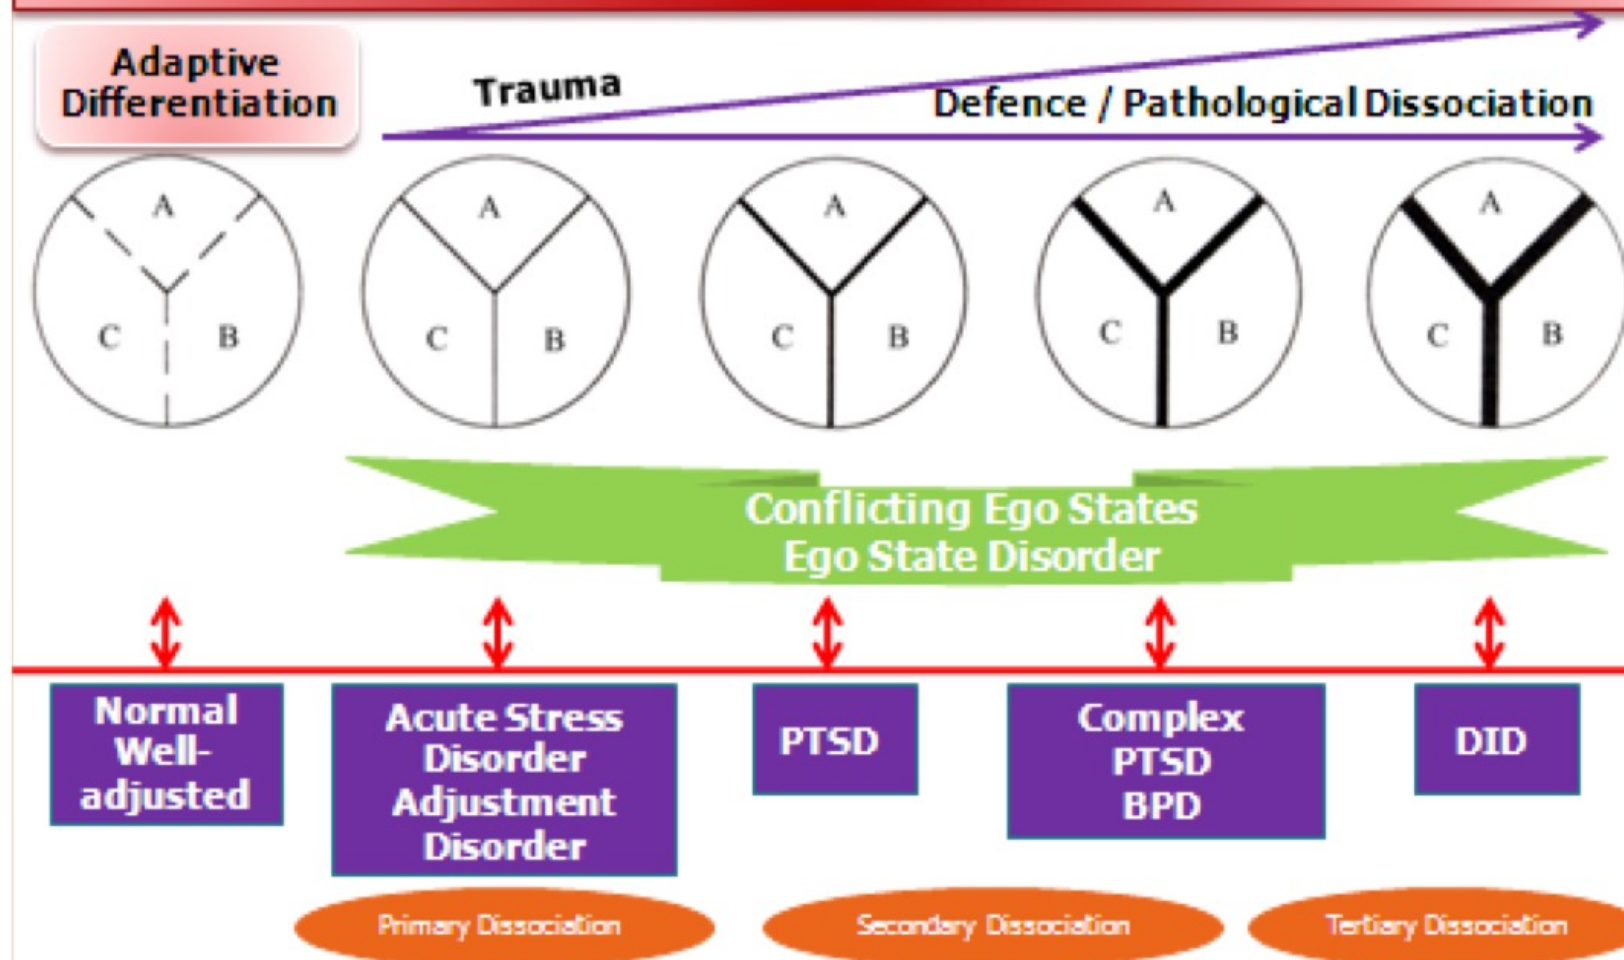 Adaptive
Differentiation
Trauma
Defence / Pathological Dissociation
A
C
B
A
C
B
A
C
B
A
C
B
A
C
B
Conflicting Ego States
Ego State Disorder
Normal
Well-
adjusted
Acute Stress
Disorder
Adjustment
Disorder
PTSD
Complex
PTSD
BPD
DID
Primary Dissociation
Secondary Dissociation
Tertiary Dissociation